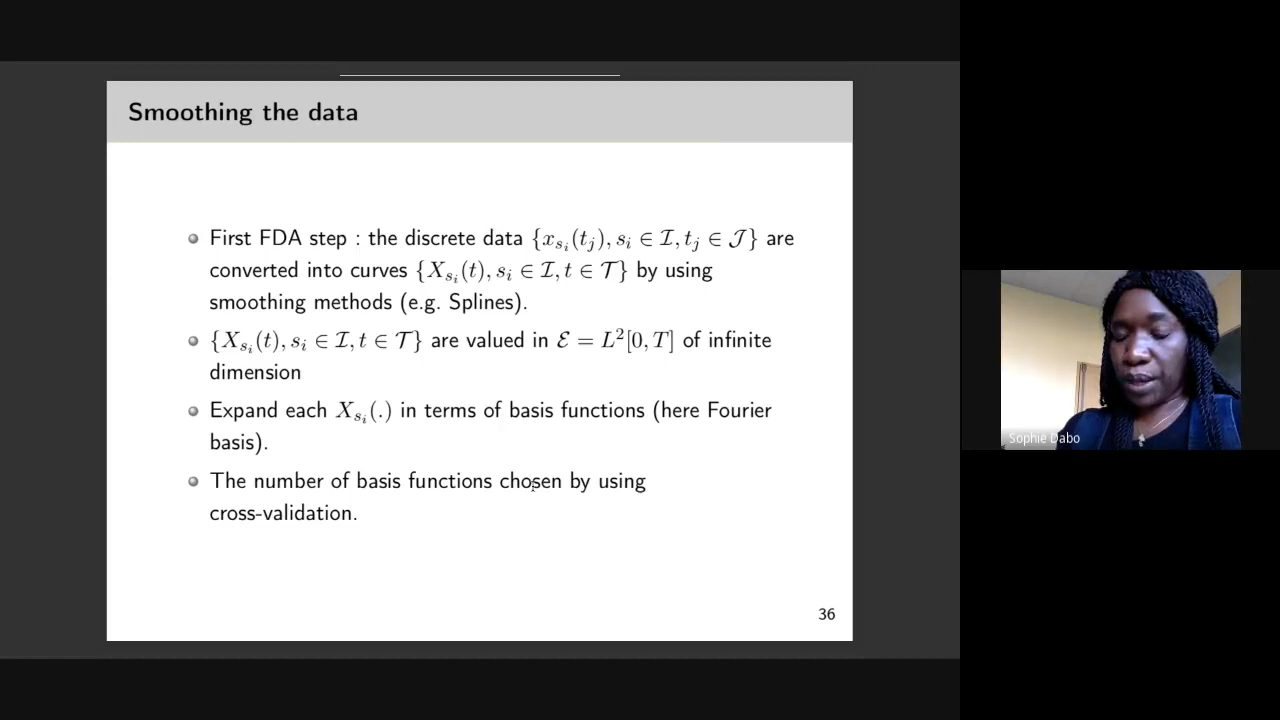 Smoothing the data
First FDA step : the discrete data {x_{s_i}(t_j), s_i ∈ 𝓘, t_j ∈ 𝓙} are
converted into curves {X_{s_i}(t), s_i ∈ 𝓘, t ∈ 𝓣} by using
smoothing methods (e.g. Splines).
{X_{s_i}(t), s_i ∈ 𝓘, t ∈ 𝓣} are valued in 𝓔 = L²[0, T] of infinite
dimension
Expand each X_{s_i}(.) in terms of basis functions (here Fourier
basis).
The number of basis functions chosen by using
cross-validation.
36
Sophie Dabo